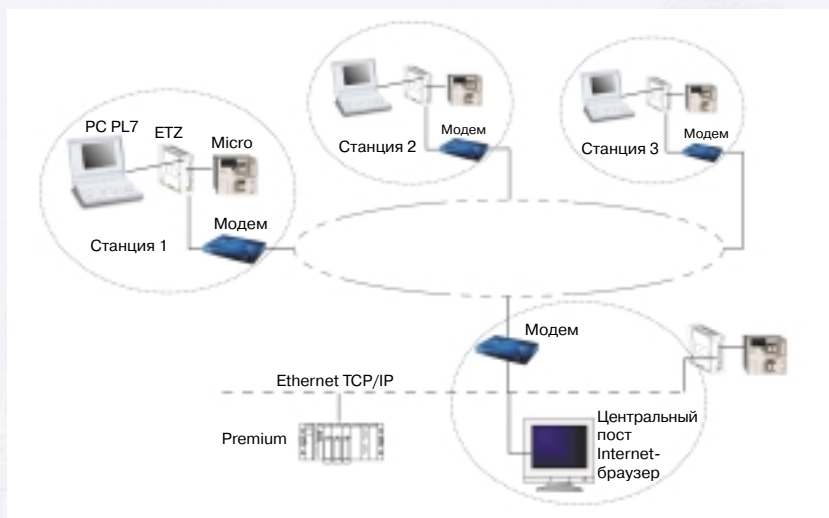 PC PL7
ETZ
Micro
Станция 1
Модем
Станция 2
Модем
Станция 3
Модем
Модем
Ethernet TCP/IP
Premium
Центральный
пост
Internet-
браузер